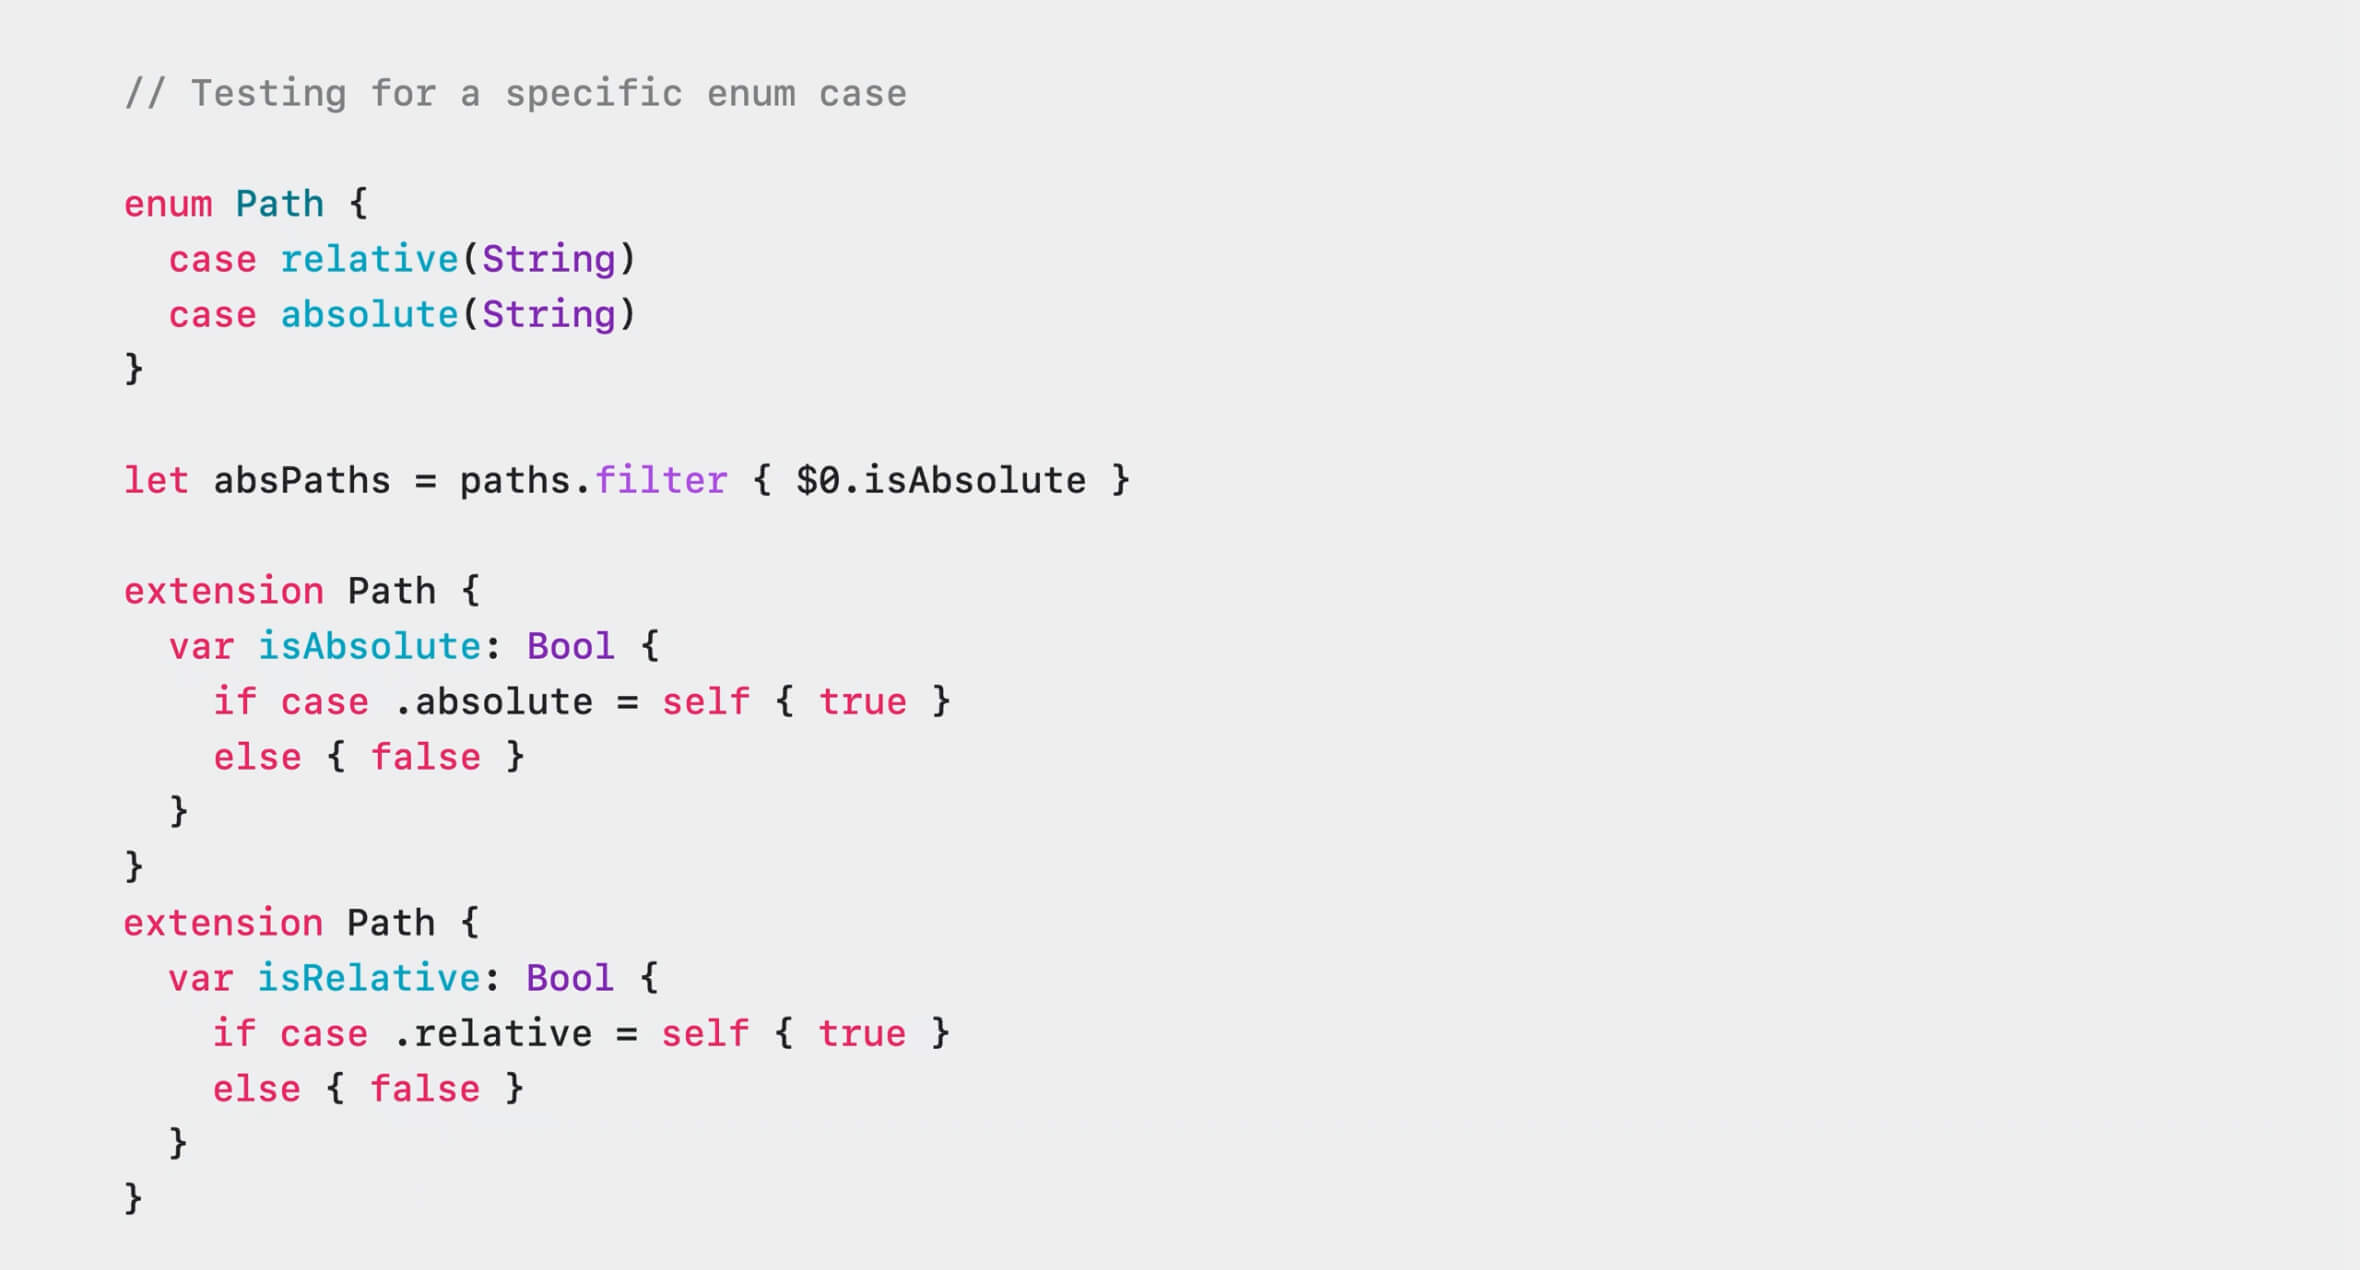 // Testing for a specific enum case

enum Path {
  case relative(String)
  case absolute(String)
}

let absPaths = paths.filter { $0.isAbsolute }

extension Path {
  var isAbsolute: Bool {
    if case .absolute = self { true }
    else { false }
  }
}
extension Path {
  var isRelative: Bool {
    if case .relative = self { true }
    else { false }
  }
}